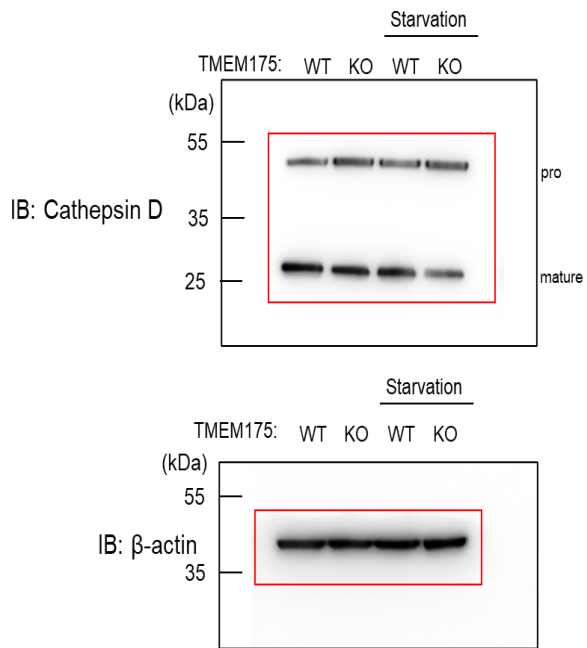 Starvation
TMEM175: WT KO WT KO
(kDa)
55
pro
IB: Cathepsin D
35
25
mature
Starvation
TMEM175: WT KO WT KO
(kDa)
55
IB: β-actin
35